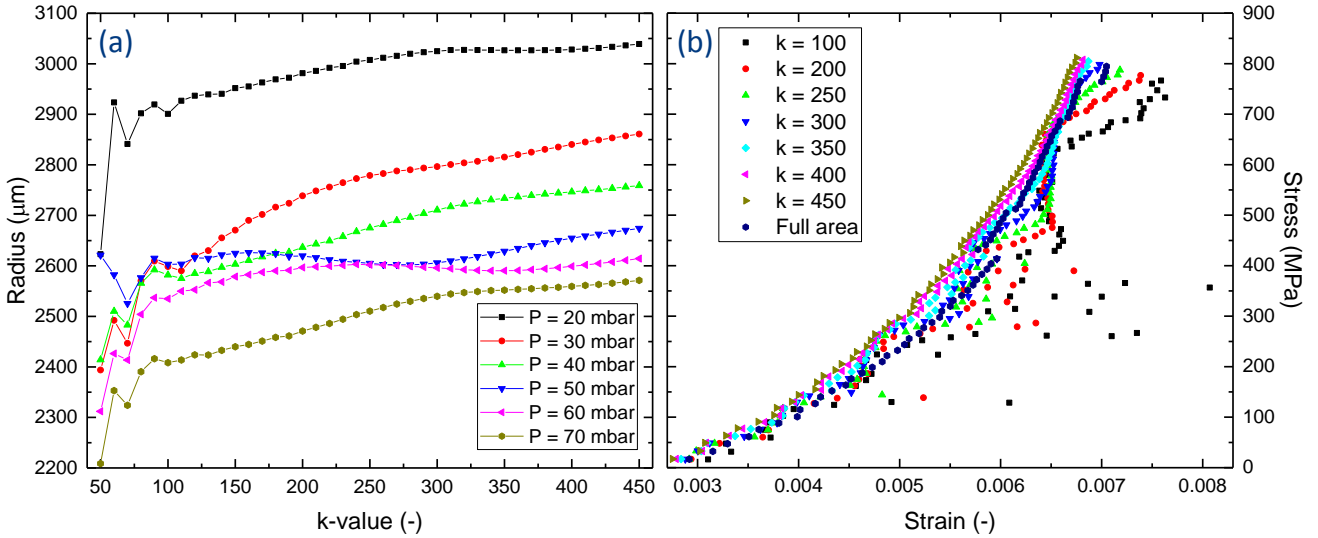 (a)
Radius (μm)
3100
3000
2900
2800
2700
2600
2500
2400
2300
2200
50 100 150 200 250 300 350 400 450
k-value (-)
P = 20 mbar
P = 30 mbar
P = 40 mbar
P = 50 mbar
P = 60 mbar
P = 70 mbar
(b)
k = 100
k = 200
k = 250
k = 300
k = 350
k = 400
k = 450
Full area
0.003 0.004 0.005 0.006 0.007 0.008
Strain (-)
900
800
700
600
500
400
300
200
100
0
Stress (MPa)